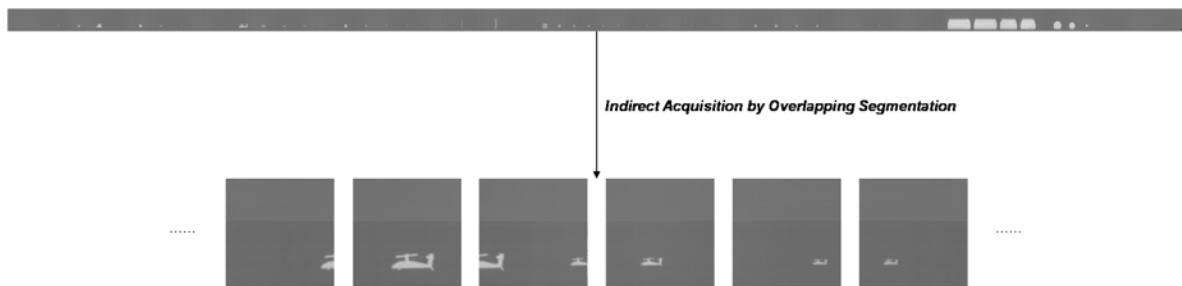 Indirect Acquisition by Overlapping Segmentation
......
......